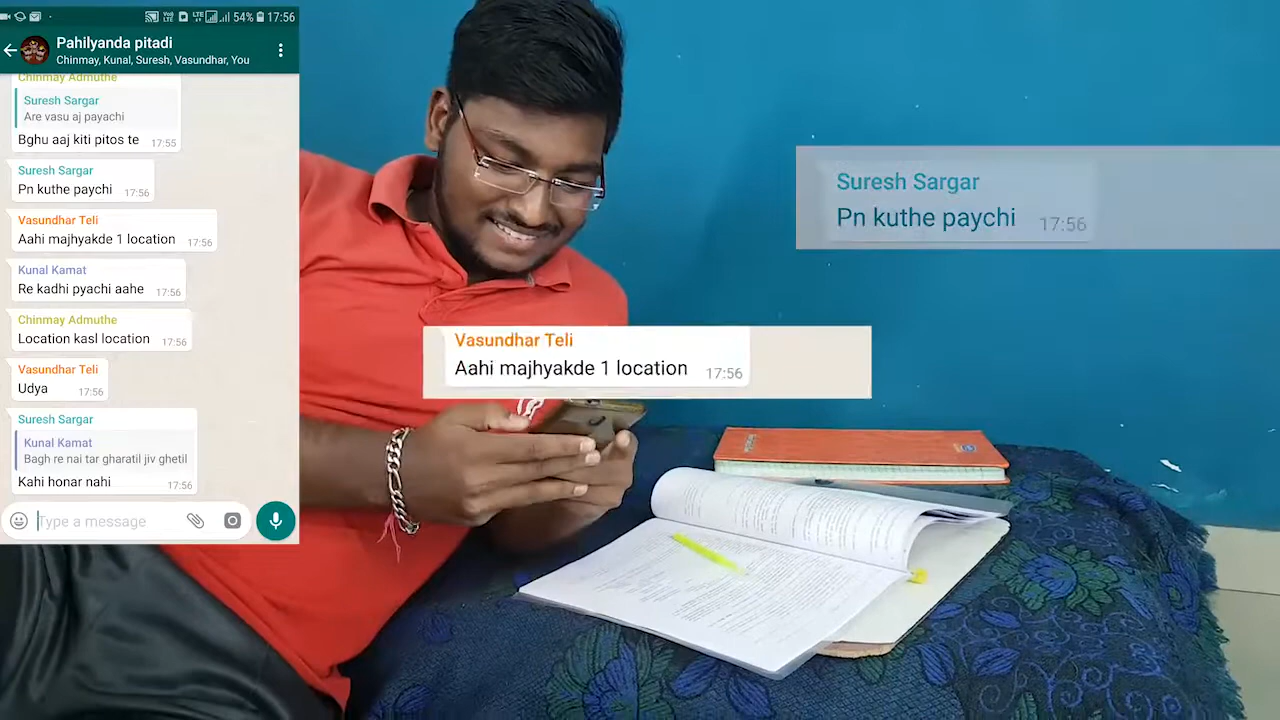 54% 17:56
Pahilyanda pitadi
Chinmay, Kunal, Suresh, Vasundhar, You
Chinmay Admuthe
Suresh Sargar
Are vasu aj payachi
Bghu aaj kiti pitos te 17:55
Suresh Sargar
Pn kuthe paychi 17:56
Vasundhar Teli
Aahi majhyakde 1 location 17:56
Kunal Kamat
Re kadhi pyachi aahe 17:56
Chinmay Admuthe
Location kasl location 17:56
Vasundhar Teli
Udya 17:56
Suresh Sargar
Kunal Kamat
Bagh re nai tar gharatil jiv ghetil
Kahi honar nahi 17:56
Type a message
Suresh Sargar
Pn kuthe paychi 17:56
Vasundhar Teli
Aahi majhyakde 1 location 17:56